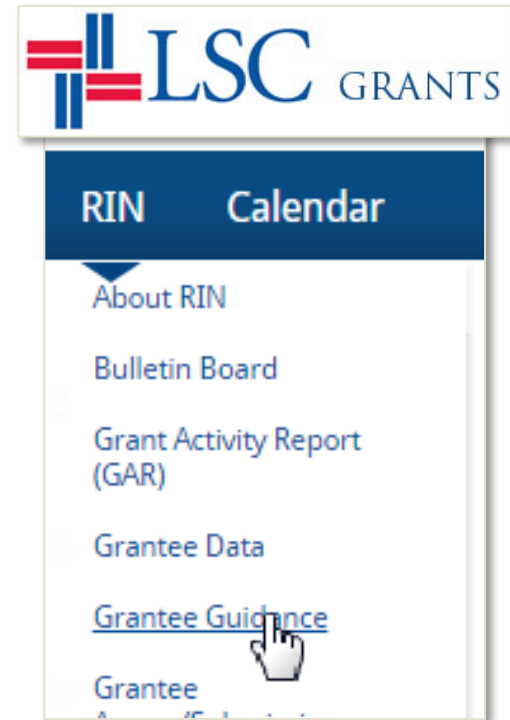 LSC GRANTS
RIN Calendar
About RIN
Bulletin Board
Grant Activity Report
(GAR)
Grantee Data
Grantee Guidance
Grantee